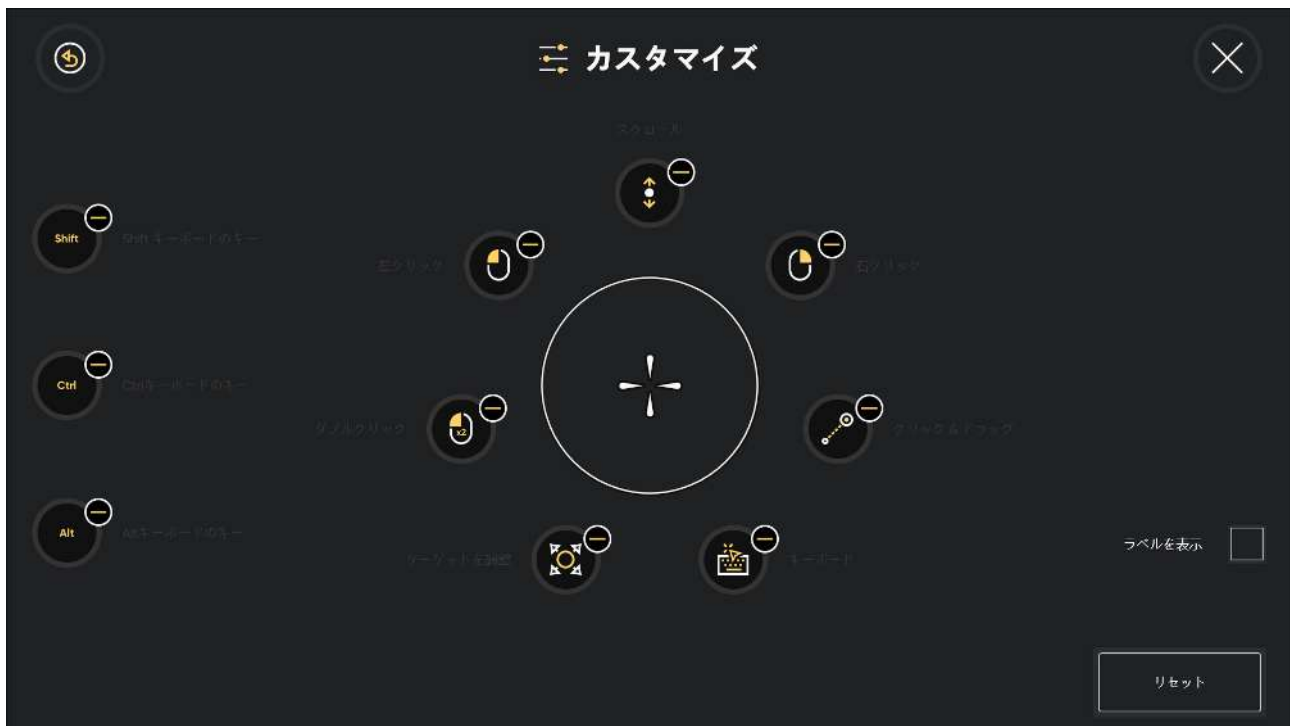 カスタマイズ
スクロール
Shift
Shift キーボードのキー
左クリック
右クリック
Ctrl
Ctrlキーボードのキー
ダブルクリック
x2
クリック&ドラッグ
Alt
Altキーボードのキー
ターゲットを調整
キーボード
ラベルを表示
リセット